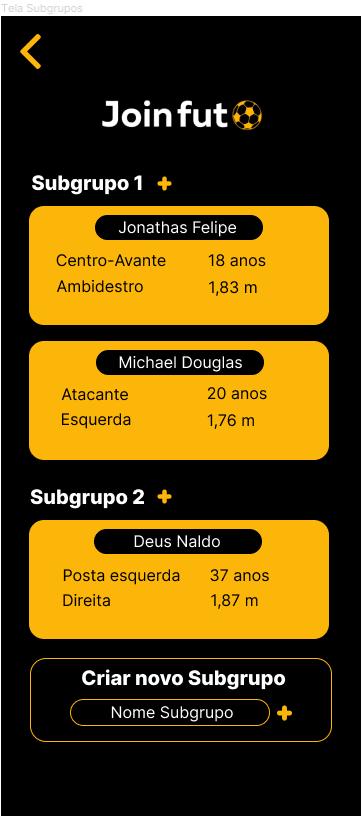 Tela Subgrupos
Join fut
Subgrupo 1 +
Jonathas Felipe
Centro-Avante 18 anos
Ambidestro 1,83 m
Michael Douglas
Atacante 20 anos
Esquerda 1,76 m
Subgrupo 2 +
Deus Naldo
Posta esquerda 37 anos
Direita 1,87 m
Criar novo Subgrupo
Nome Subgrupo +